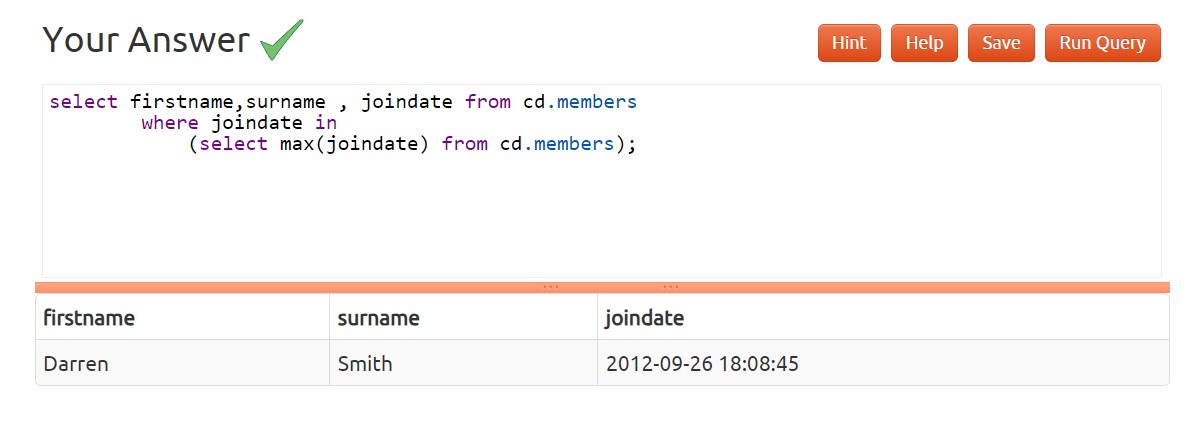 Your Answer
Hint Help Save Run Query
select firstname,surname , joindate from cd.members
where joindate in
(select max(joindate) from cd.members);
firstname surname joindate
Darren Smith 2012-09-26 18:08:45